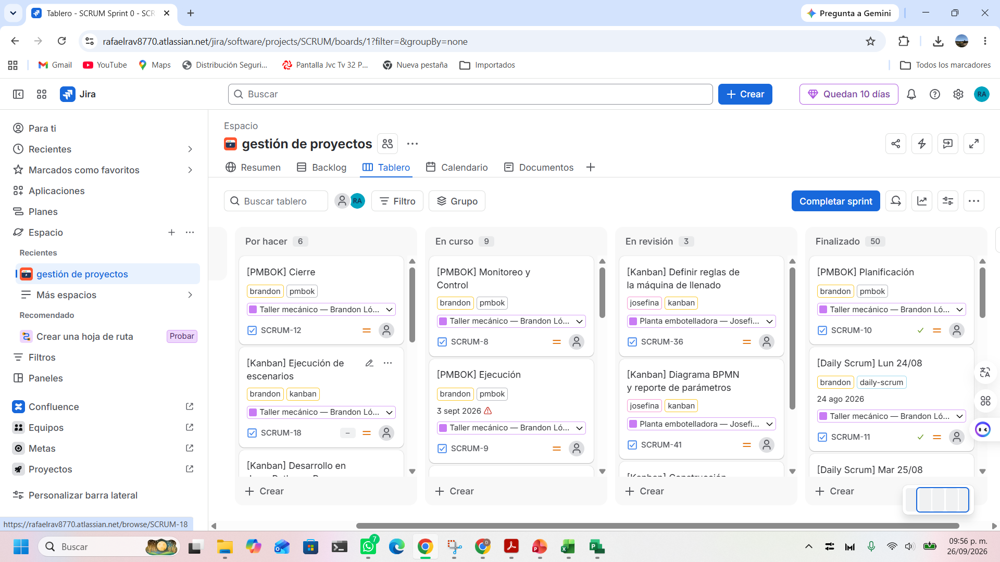 Tablero - SCRUM Sprint 0 - SCR
Pregunta a Gemini
rafaelrav8770.atlassian.net/jira/software/projects/SCRUM/boards/1?filter=&groupBy=none
Gmail
YouTube
Maps
Distribución Seguri...
Pantalla Jvc Tv 32 P...
Nueva pestaña
Importados
Todos los marcadores
Jira
Buscar
Crear
Quedan 10 días
RA
Para ti
Recientes
Marcados como favoritos
Aplicaciones
Planes
Espacio
Recientes
gestión de proyectos
Más espacios
Recomendado
Crear una hoja de ruta
Probar
Filtros
Paneles
Confluence
Equipos
Metas
Proyectos
Personalizar barra lateral
https://rafaelrav8770.atlassian.net/browse/SCRUM-18
Espacio
gestión de proyectos
Resumen
Backlog
Tablero
Calendario
Documentos
Buscar tablero
RA
Filtro
Grupo
Completar sprint
Por hacer 6
[PMBOK] Cierre
brandon pmbok
Taller mecánico — Brandon Ló...
SCRUM-12
[Kanban] Ejecución de
escenarios
brandon kanban
Taller mecánico — Brandon Ló...
SCRUM-18 –
[Kanban] Desarrollo en
Crear
En curso 9
[PMBOK] Monitoreo y
Control
brandon pmbok
Taller mecánico — Brandon Ló...
SCRUM-8
[PMBOK] Ejecución
brandon pmbok
3 sept 2026
Taller mecánico — Brandon Ló...
SCRUM-9
Crear
En revisión 3
[Kanban] Definir reglas de
la máquina de llenado
josefina kanban
Planta embotelladora — Josefi...
SCRUM-36
[Kanban] Diagrama BPMN
y reporte de parámetros
josefina kanban
Planta embotelladora — Josefi...
SCRUM-41
[Kanban] Construcción
Crear
Finalizado 50
[PMBOK] Planificación
brandon pmbok
Taller mecánico — Brandon Ló...
SCRUM-10
[Daily Scrum] Lun 24/08
brandon daily-scrum
24 ago 2026
Taller mecánico — Brandon Ló...
SCRUM-11
[Daily Scrum] Mar 25/08
Crear
Buscar
7
09:56 p. m.
26/09/2026